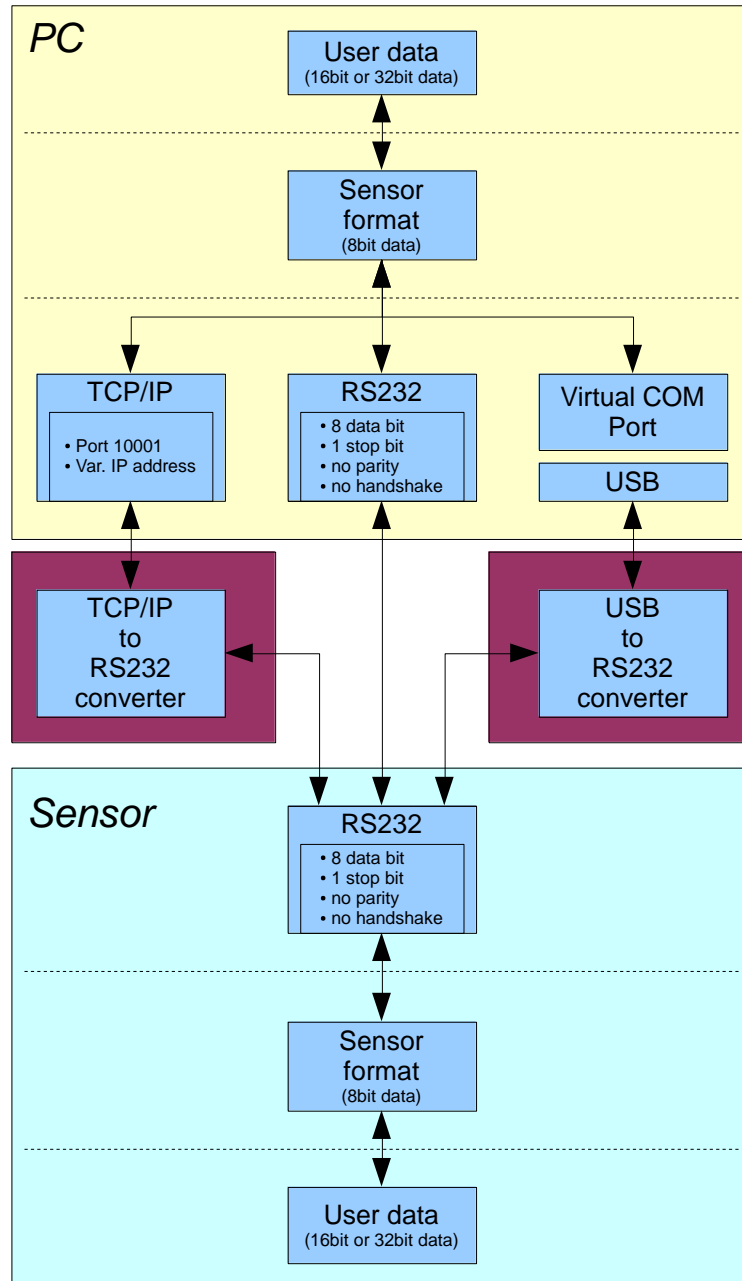 PC
User data
(16bit or 32bit data)
Sensor
format
(8bit data)
TCP/IP
• Port 10001
• Var. IP address
RS232
• 8 data bit
• 1 stop bit
• no parity
• no handshake
Virtual COM
Port
USB
TCP/IP
to
RS232
converter
USB
to
RS232
converter
Sensor
RS232
• 8 data bit
• 1 stop bit
• no parity
• no handshake
Sensor
format
(8bit data)
User data
(16bit or 32bit data)